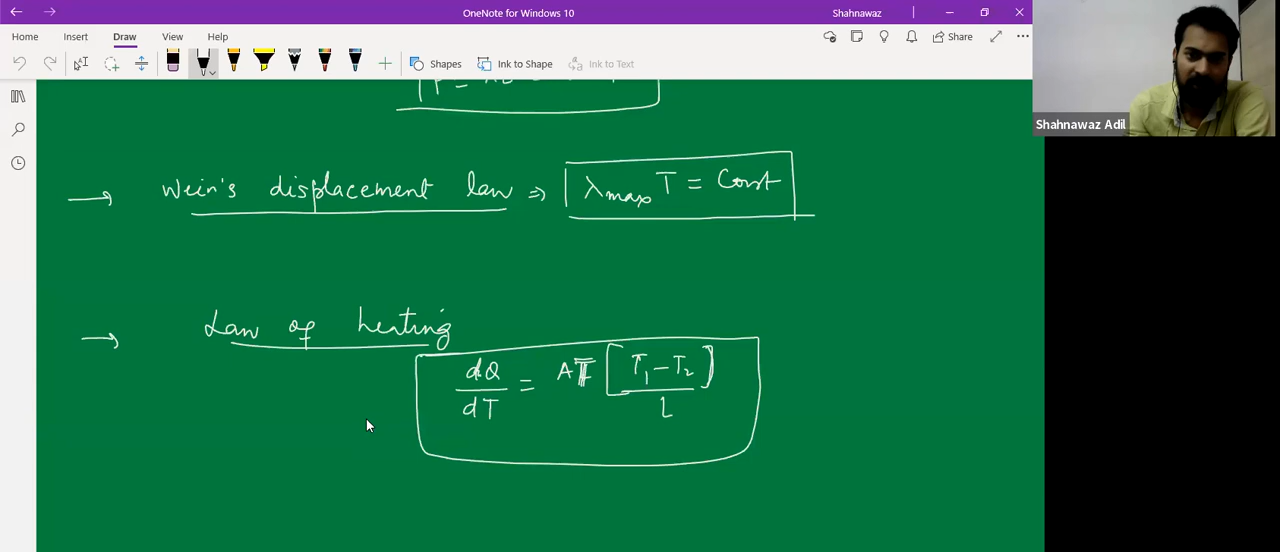 OneNote for Windows 10
Shahnawaz
Home Insert Draw View Help
Share
Shapes Ink to Shape Ink to Text
Shahnawaz Adil
→ Wein's displacement law ⇒ λmax T = Const
→ Law of heating
dQ/dT = A [T₁ − T₂]/L